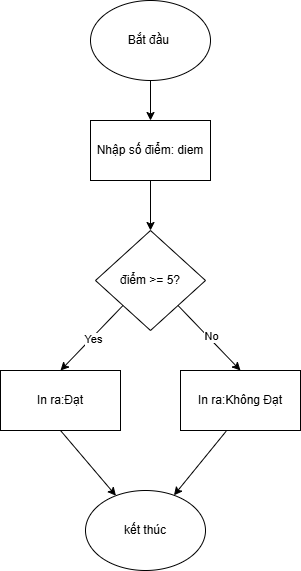 Bắt đầu
Nhập số điểm: diem
điểm >= 5?
Yes
No
In ra:Đạt
In ra:Không Đạt
kết thúc